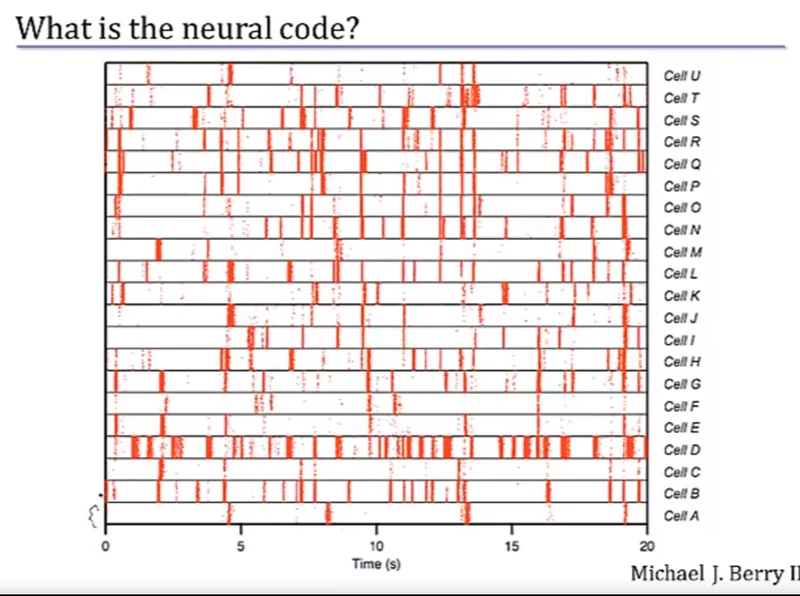 What is the neural code?
Cell U
Cell T
Cell S
Cell R
Cell Q
Cell P
Cell O
Cell N
Cell M
Cell L
Cell K
Cell J
Cell I
Cell H
Cell G
Cell F
Cell E
Cell D
Cell C
Cell B
Cell A
0 5 10 15 20
Time (s)
Michael J. Berry II